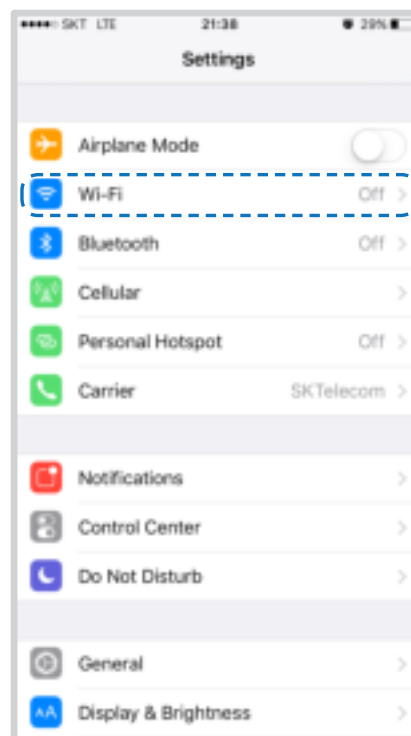 SKT LTE 21:38 29%
Settings
Airplane Mode
Wi-Fi Off
Bluetooth Off
Cellular
Personal Hotspot Off
Carrier SKTelecom
Notifications
Control Center
Do Not Disturb
General
AA Display & Brightness